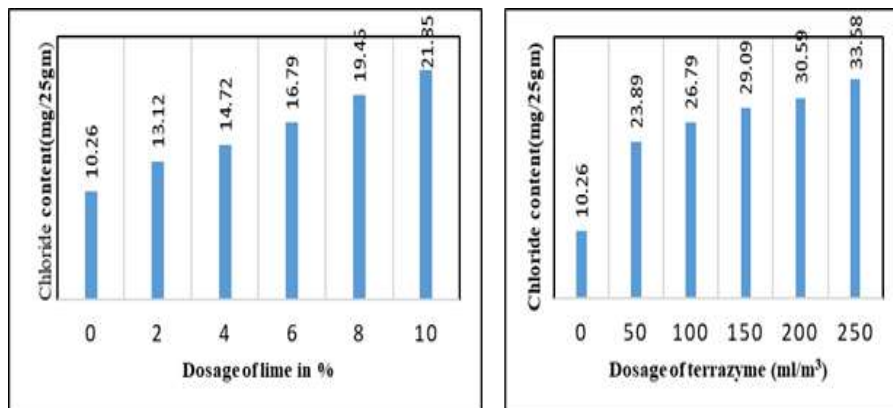 Chloride content(mg/25gm)
10.26
13.12
14.72
16.79
19.45
21.85
0 2 4 6 8 10
Dosage of lime in %
Chloride content(mg/25gm)
10.26
23.89
26.79
29.09
30.59
33.58
0 50 100 150 200 250
Dosage of terrazyme (ml/m³)